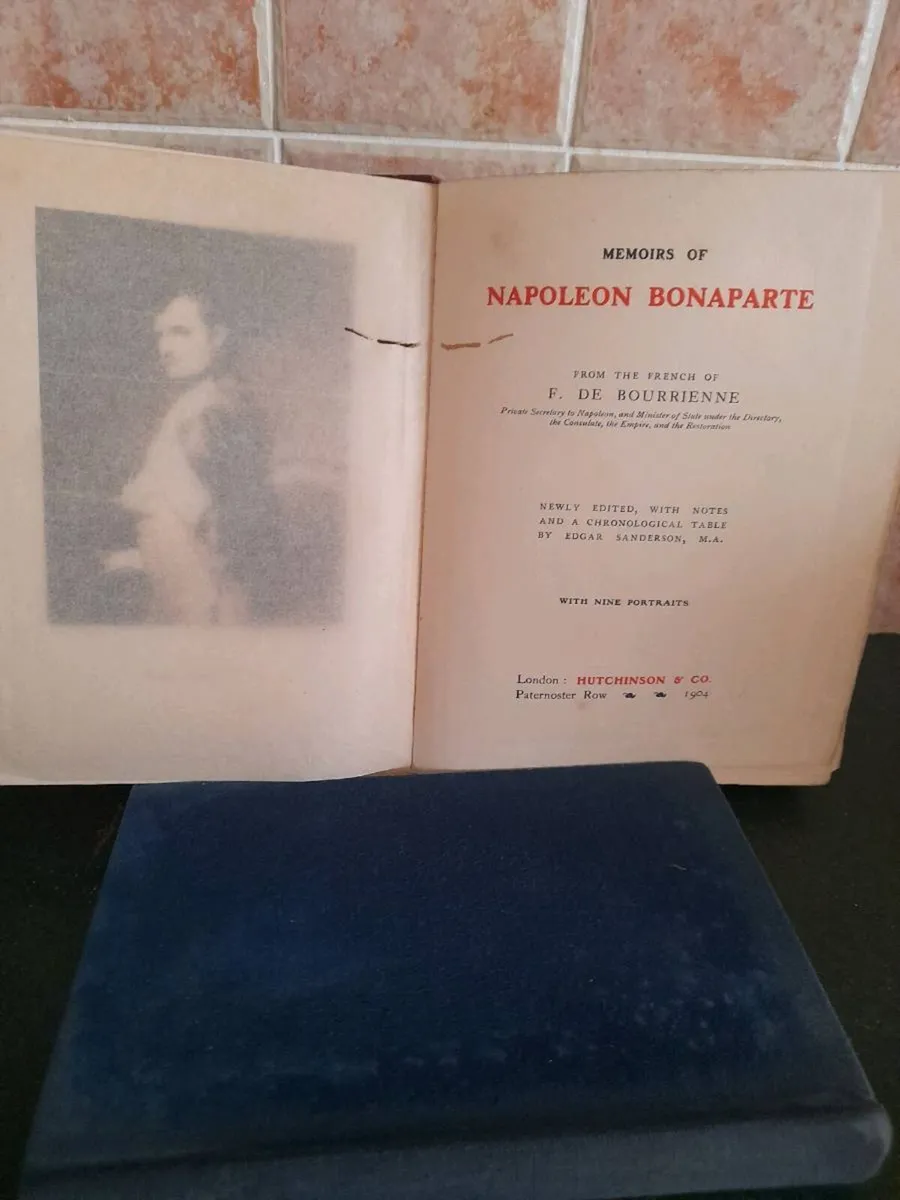 MEMOIRS OF
NAPOLEON BONAPARTE
FROM THE FRENCH OF
F. DE BOURRIENNE
Private Secretary to Napoleon, and Minister of State under the Directory,
the Consulate, the Empire, and the Restoration
NEWLY EDITED, WITH NOTES
AND A CHRONOLOGICAL TABLE
BY EDGAR SANDERSON, M.A.
WITH NINE PORTRAITS
London : HUTCHINSON & CO.
Paternoster Row 1904